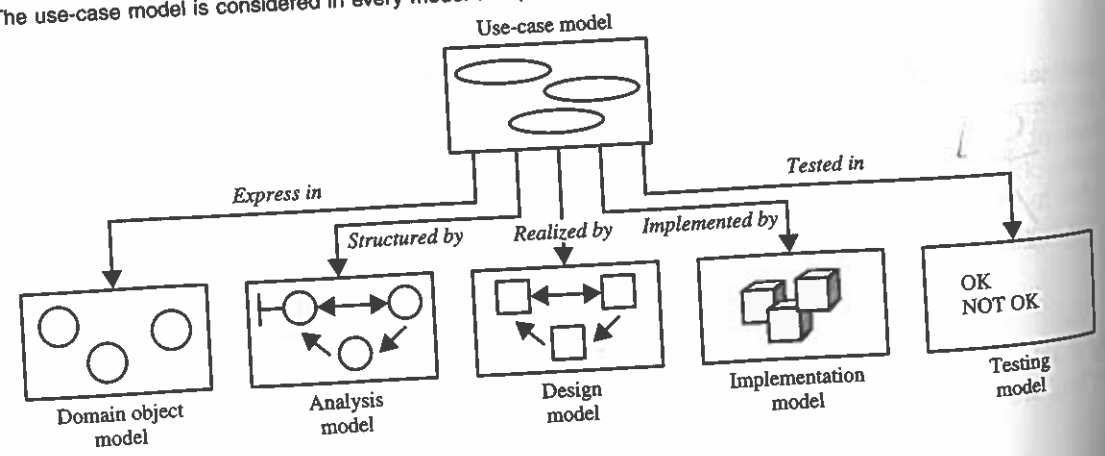 The use-case model is considered in every model
Use-case model
Express in
Structured by
Realized by
Implemented by
Tested in
OK
NOT OK
Domain object
model
Analysis
model
Design
model
Implementation
model
Testing
model